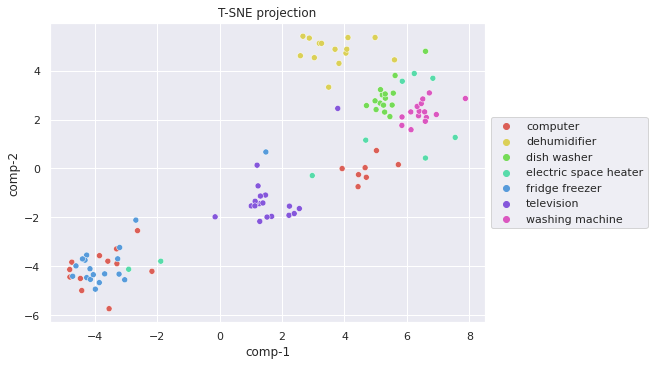 T-SNE projection
comp-2
4
2
0
−2
−4
−6
−4
−2
0
2
4
6
8
comp-1
computer
dehumidifier
dish washer
electric space heater
fridge freezer
television
washing machine